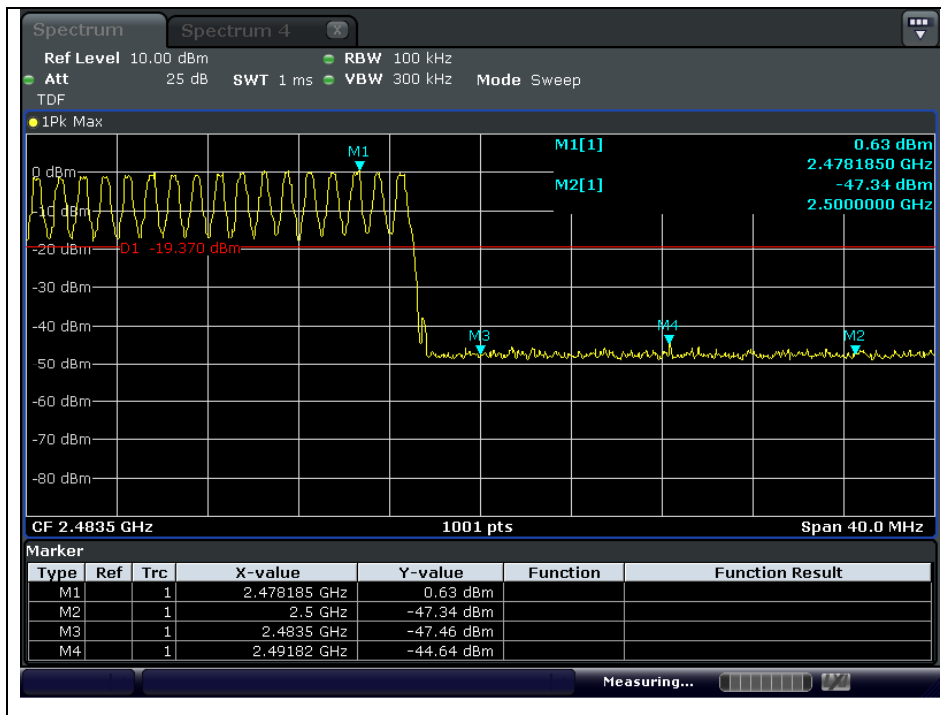 Spectrum Spectrum 4 X
Ref Level 10.00 dBm RBW 100 kHz
Att 25 dB SWT 1 ms VBW 300 kHz Mode Sweep
TDF
1Pk Max
M1[1] 0.63 dBm
2.4781850 GHz
M2[1] -47.34 dBm
2.5000000 GHz
M1
0 dBm
-10 dBm
-20 dBm
D1 -19.370 dBm
-30 dBm
-40 dBm
M3 M4 M2
-50 dBm
-60 dBm
-70 dBm
-80 dBm
CF 2.4835 GHz 1001 pts Span 40.0 MHz
Marker
Type Ref Trc X-value Y-value Function Function Result
M1 1 2.478185 GHz 0.63 dBm
M2 1 2.5 GHz -47.34 dBm
M3 1 2.4835 GHz -47.46 dBm
M4 1 2.49182 GHz -44.64 dBm
Measuring...